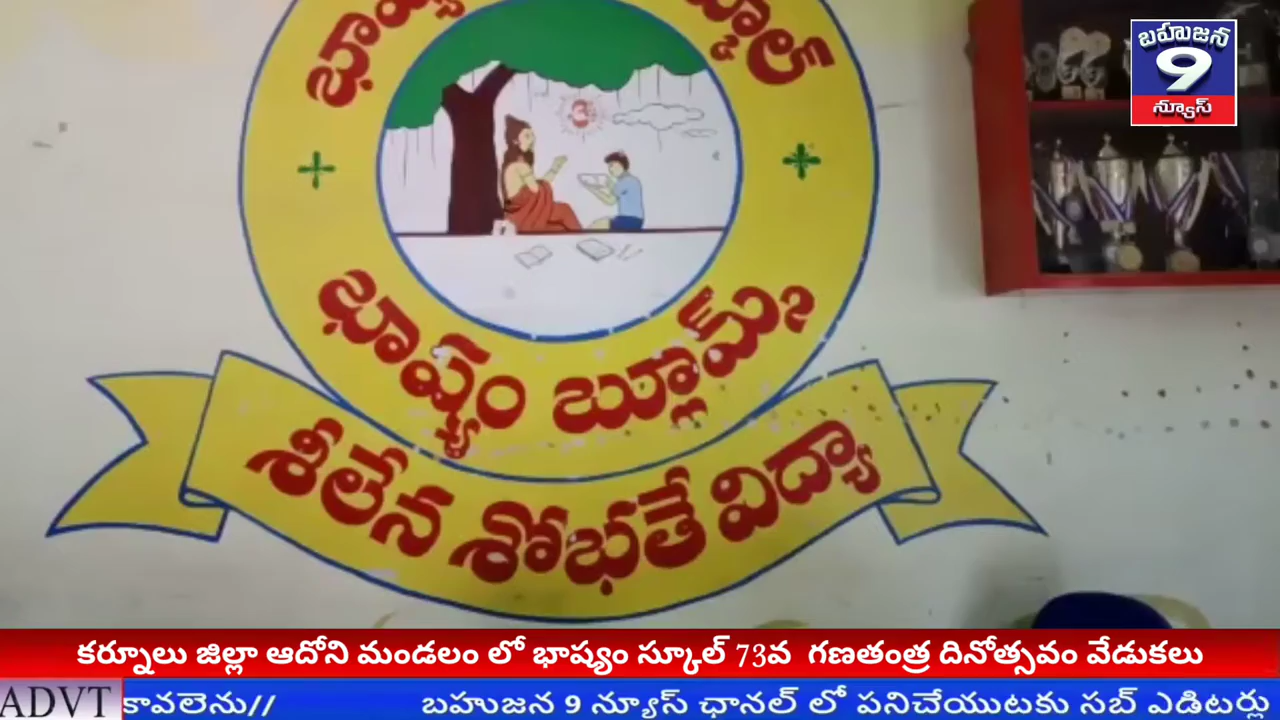 బహుజన
9
న్యూస్
భాష్యం బ్లూమ్స్
శీలేన శోభతే విద్యా
కర్నూలు జిల్లా ఆదోని మండలం లో భాష్యం స్కూల్ 73వ గణతంత్ర దినోత్సవం వేడుకలు
ADVT కావలెను// బహుజన 9 న్యూస్ ఛానల్ లో పనిచేయుటకు సబ్ ఎడిటర్లు